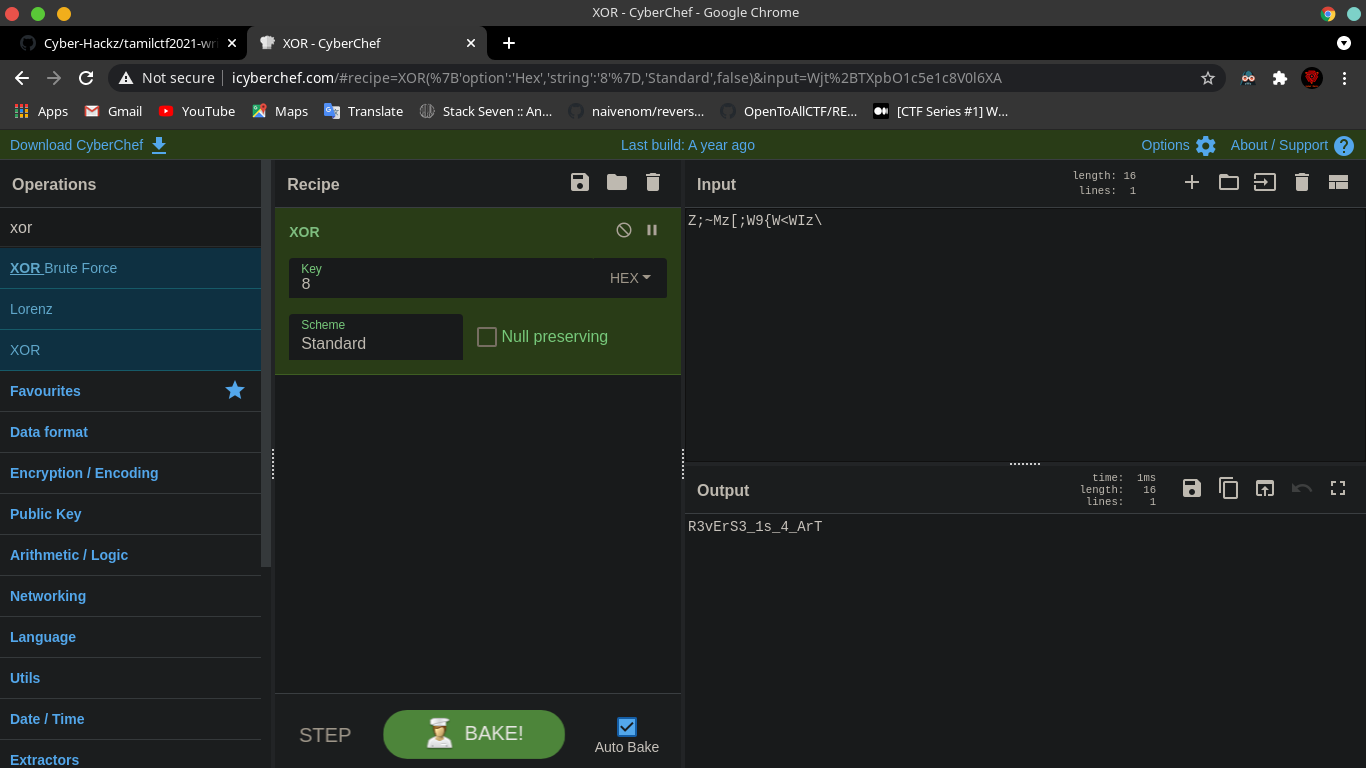 XOR - CyberChef - Google Chrome
Cyber-Hackz/tamilctf2021-wri
XOR - CyberChef
Not secure
icyberchef.com/#recipe=XOR(%7B'option':'Hex','string':'8'%7D,'Standard',false)&input=Wjt%2BTXpbO1c5e1c8V0l6XA
Apps
Gmail
YouTube
Maps
Translate
Stack Seven :: An...
naivenom/revers...
OpenToAllCTF/RE...
[CTF Series #1] W...
Download CyberChef
Last build: A year ago
Options
About / Support
Operations
xor
XOR Brute Force
Lorenz
XOR
Favourites
Data format
Encryption / Encoding
Public Key
Arithmetic / Logic
Networking
Language
Utils
Date / Time
Extractors
Recipe
XOR
Key
8
HEX
Scheme
Standard
Null preserving
STEP
BAKE!
Auto Bake
Input
length: 16
lines: 1
Z;~Mz[;W9{W<WIz\
Output
time: 1ms
length: 16
lines: 1
R3vErS3_1s_4_ArT